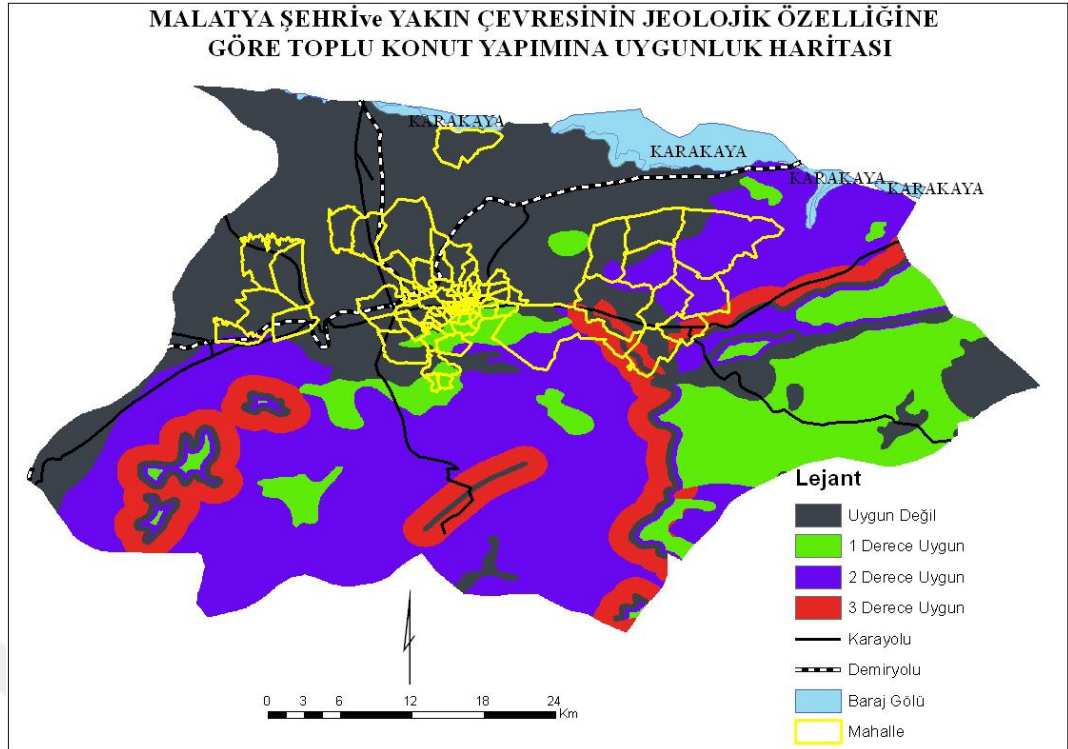 MALATYA ŞEHRİve YAKIN ÇEVRESİNİN JEOLOJİK ÖZELLİĞİNE
GÖRE TOPLU KONUT YAPIMINA UYGUNLUK HARİTASI
KARAKAYA
KARAKAYA
KARAKAYA
KARAKAYA
Lejant
Uygun Değil
1 Derece Uygun
2 Derece Uygun
3 Derece Uygun
Karayolu
Demiryolu
Baraj Gölü
Mahalle
0 3 6 12 18 24
Km